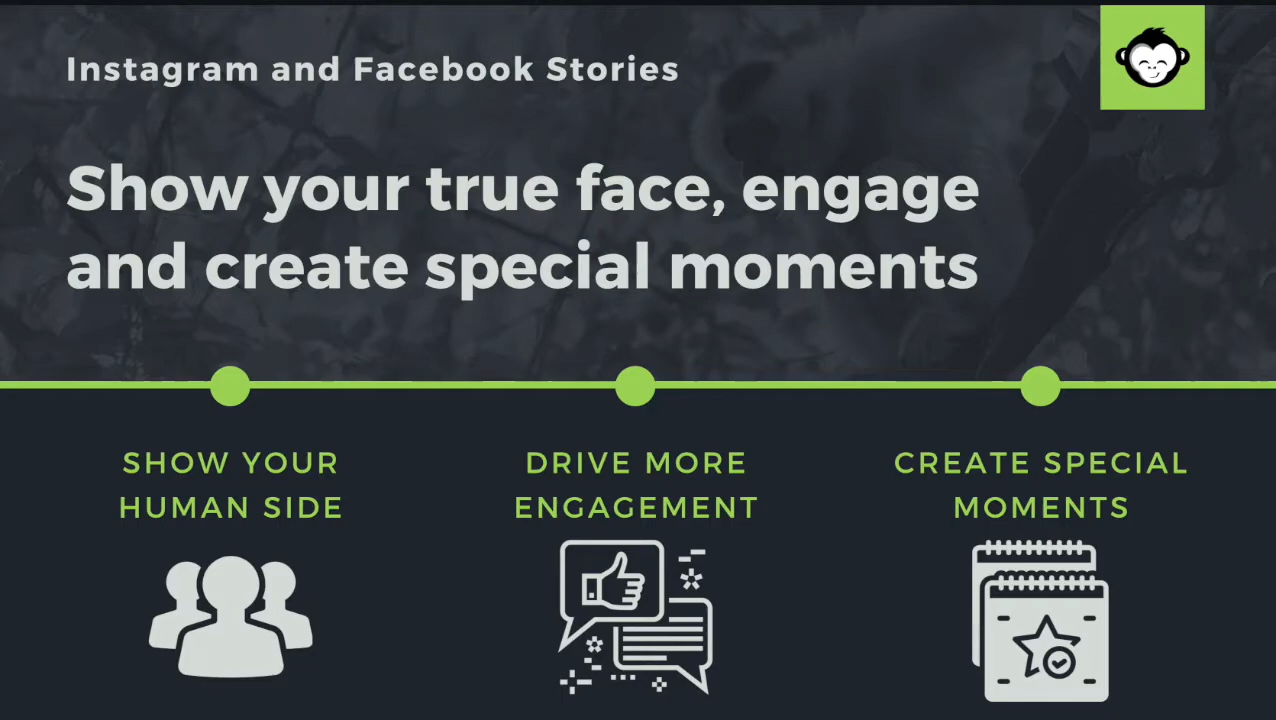 Instagram and Facebook Stories
Show your true face, engage
and create special moments
SHOW YOUR
HUMAN SIDE
DRIVE MORE
ENGAGEMENT
CREATE SPECIAL
MOMENTS